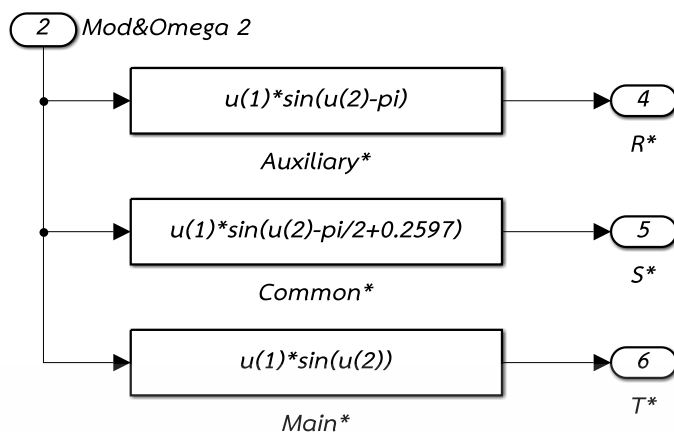 2 Mod&Omega 2
u(1)*sin(u(2)-pi)
4
Auxiliary*
R*
u(1)*sin(u(2)-pi/2+0.2597)
5
Common*
S*
u(1)*sin(u(2))
6
Main*
T*